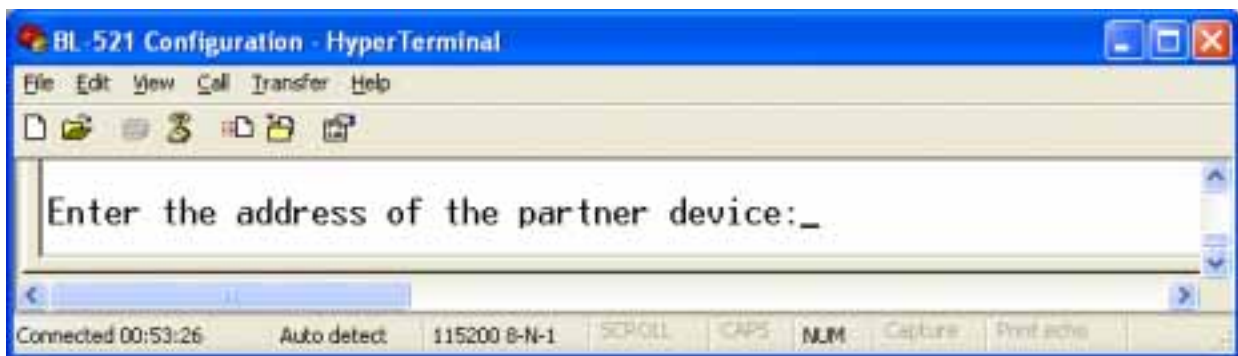 BL-521 Configuration - HyperTerminal
File Edit View Call Transfer Help
Enter the address of the partner device:_
Connected 00:53:26 Auto detect 115200 8-N-1 SCROLL CAPS NUM Capture Print echo